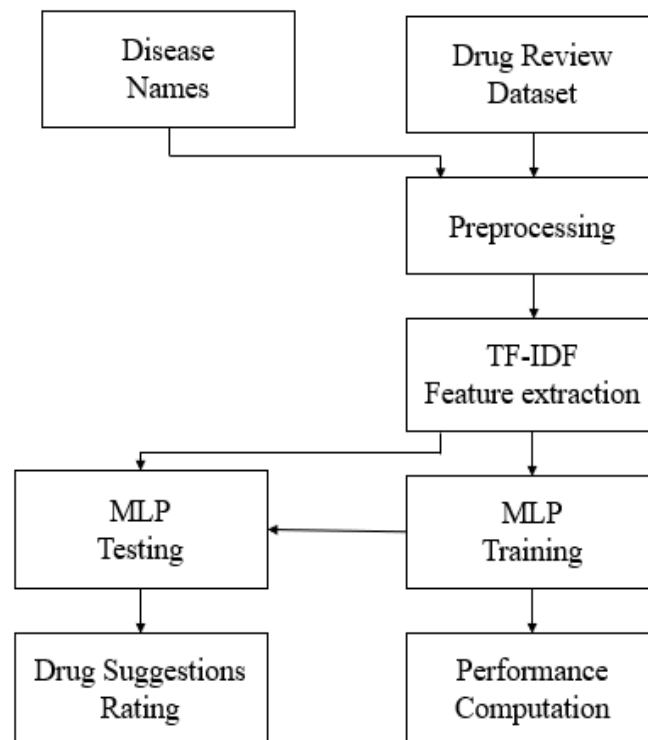 Disease
Names
Drug Review
Dataset
Preprocessing
TF-IDF
Feature extraction
MLP
Testing
MLP
Training
Drug Suggestions
Rating
Performance
Computation